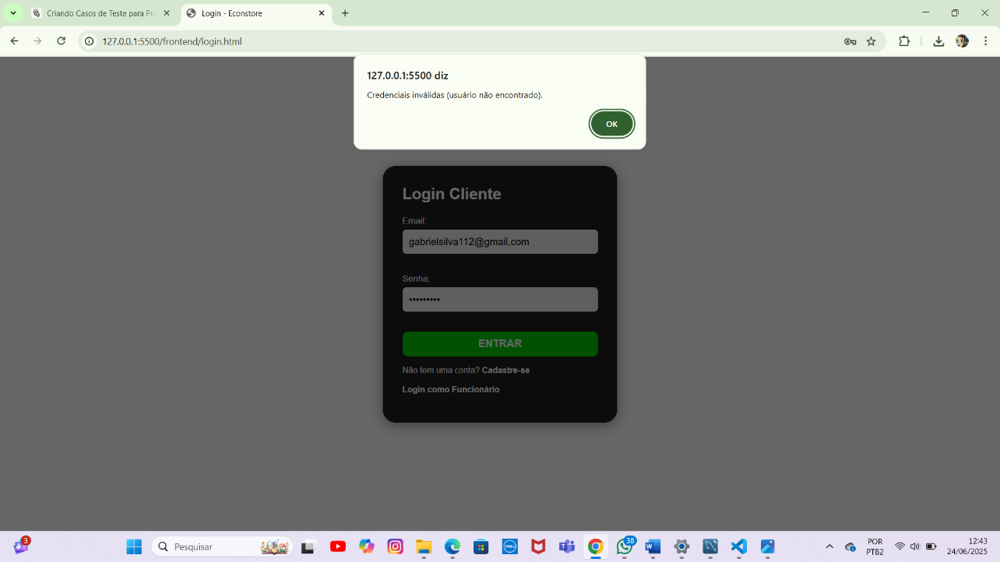 Criando Casos de Teste para Pro
Login - Econstore
127.0.0.1:5500/frontend/login.html
127.0.0.1:5500 diz
Credenciais inválidas (usuário não encontrado).
OK
Login Cliente
Email:
gabrielsilva112@gmail.com
Senha:
•••••••••
ENTRAR
Não tem uma conta? Cadastre-se
Login como Funcionário
3
Pesquisar
DELL
38
POR
PTB2
12:43
24/06/2025